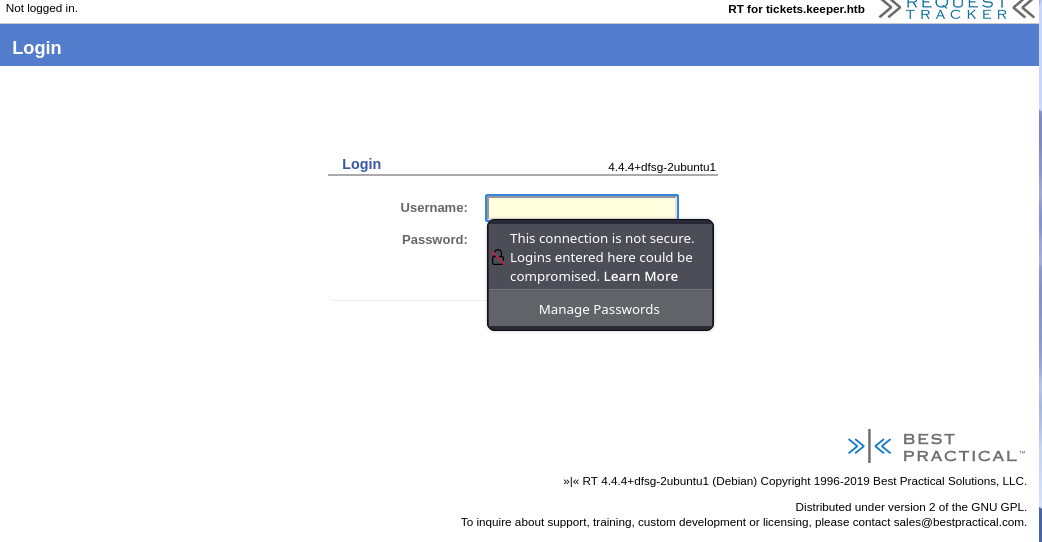 Not logged in.
RT for tickets.keeper.htb
REQUEST
TRACKER
Login
Login
4.4.4+dfsg-2ubuntu1
Username:
Password:
This connection is not secure.
Logins entered here could be
compromised. Learn More
Manage Passwords
BEST
PRACTICAL™
»|« RT 4.4.4+dfsg-2ubuntu1 (Debian) Copyright 1996-2019 Best Practical Solutions, LLC.
Distributed under version 2 of the GNU GPL.
To inquire about support, training, custom development or licensing, please contact sales@bestpractical.com.